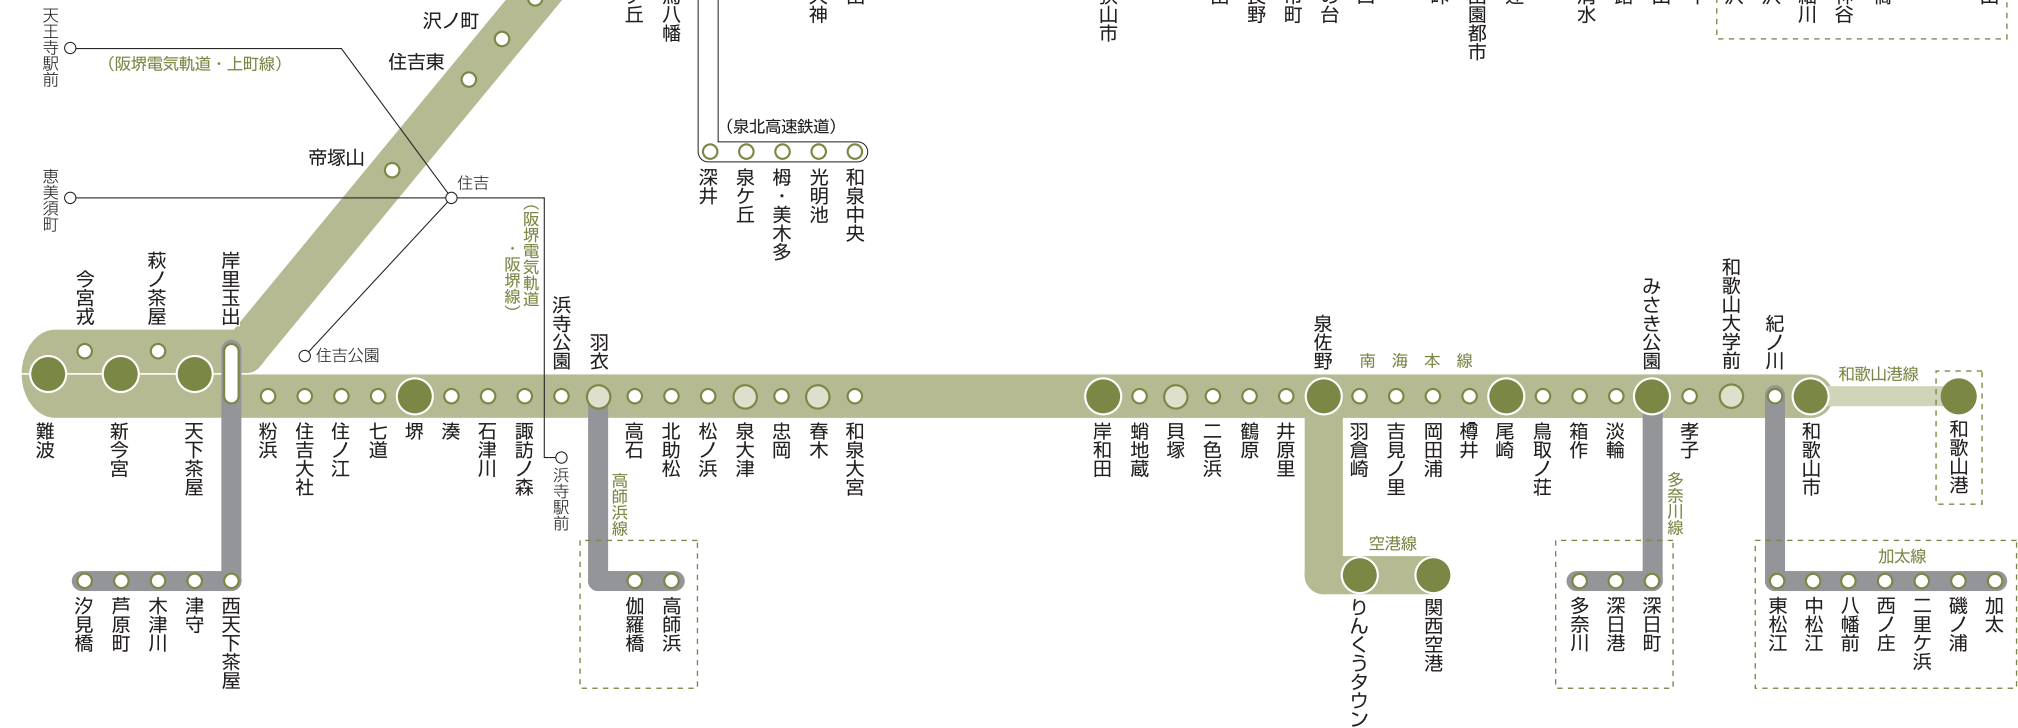 天王寺駅前
(阪堺電気軌道・上町線)
恵美須町
沢ノ町
住吉東
帝塚山
住吉
(阪堺電気軌道
・阪堺線)
住吉公園
浜寺駅前
(泉北高速鉄道)
深井
泉ケ丘
栂・美木多
光明池
和泉中央
今宮戎
萩ノ茶屋
岸里玉出
浜寺公園
羽衣
泉佐野
南海本線
みさき公園
和歌山大学前
紀ノ川
和歌山港線
難波
新今宮
天下茶屋
粉浜
住吉大社
住ノ江
七道
堺
湊
石津川
諏訪ノ森
高石
北助松
松ノ浜
泉大津
忠岡
春木
和泉大宮
岸和田
蛸地蔵
貝塚
二色浜
鶴原
井原里
羽倉崎
吉見ノ里
岡田浦
樽井
尾崎
鳥取ノ荘
箱作
淡輪
孝子
和歌山市
和歌山港
高師浜線
多奈川線
空港線
加太線
汐見橋
芦原町
木津川
津守
西天下茶屋
伽羅橋
高師浜
りんくうタウン
関西空港
多奈川
深日港
深日町
東松江
中松江
八幡前
西ノ庄
二里ケ浜
磯ノ浦
加太